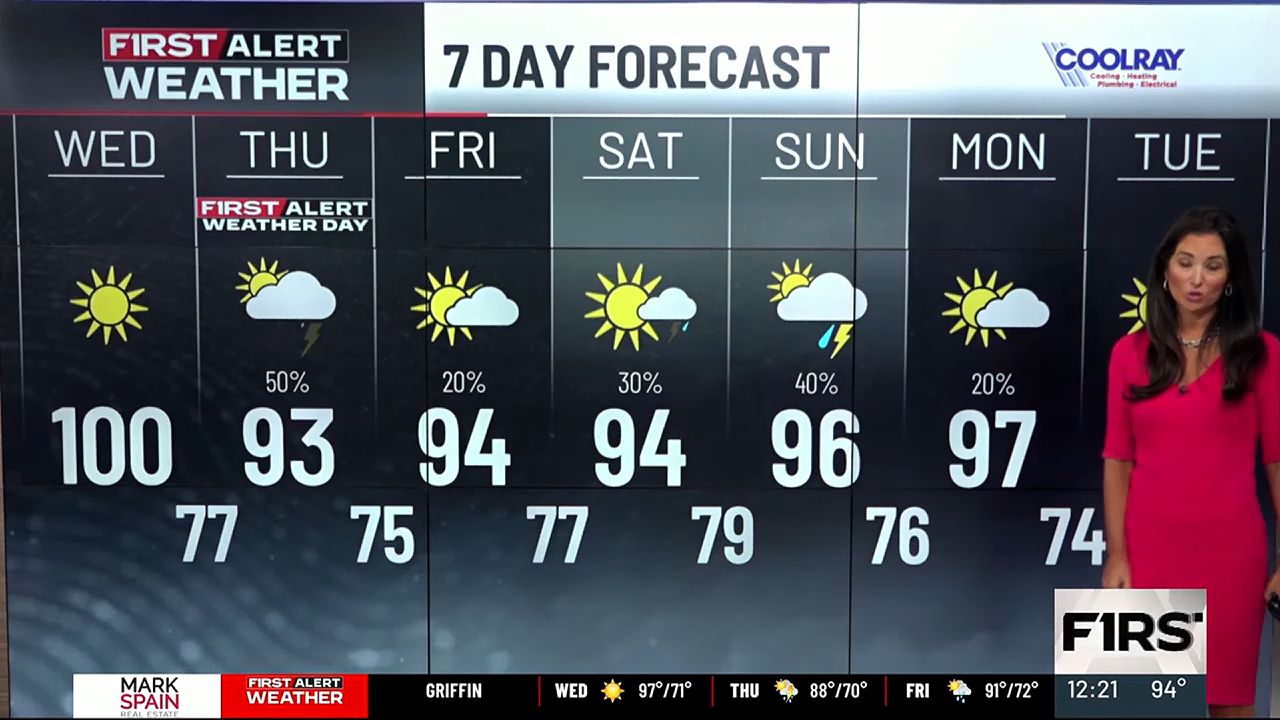 F1RST ALERT
WEATHER
7 DAY FORECAST
COOLRAY
Cooling - Heating
Plumbing - Electrical
WED THU FRI SAT SUN MON TUE
F1RST ALERT
WEATHER DAY
50% 20% 30% 40% 20%
100 93 94 94 96 97
77 75 77 79 76 74
F1RST
12:21 94°
MARK
SPAIN
REAL ESTATE
F1RST ALERT
WEATHER
GRIFFIN WED 97°/71° THU 88°/70° FRI 91°/72°